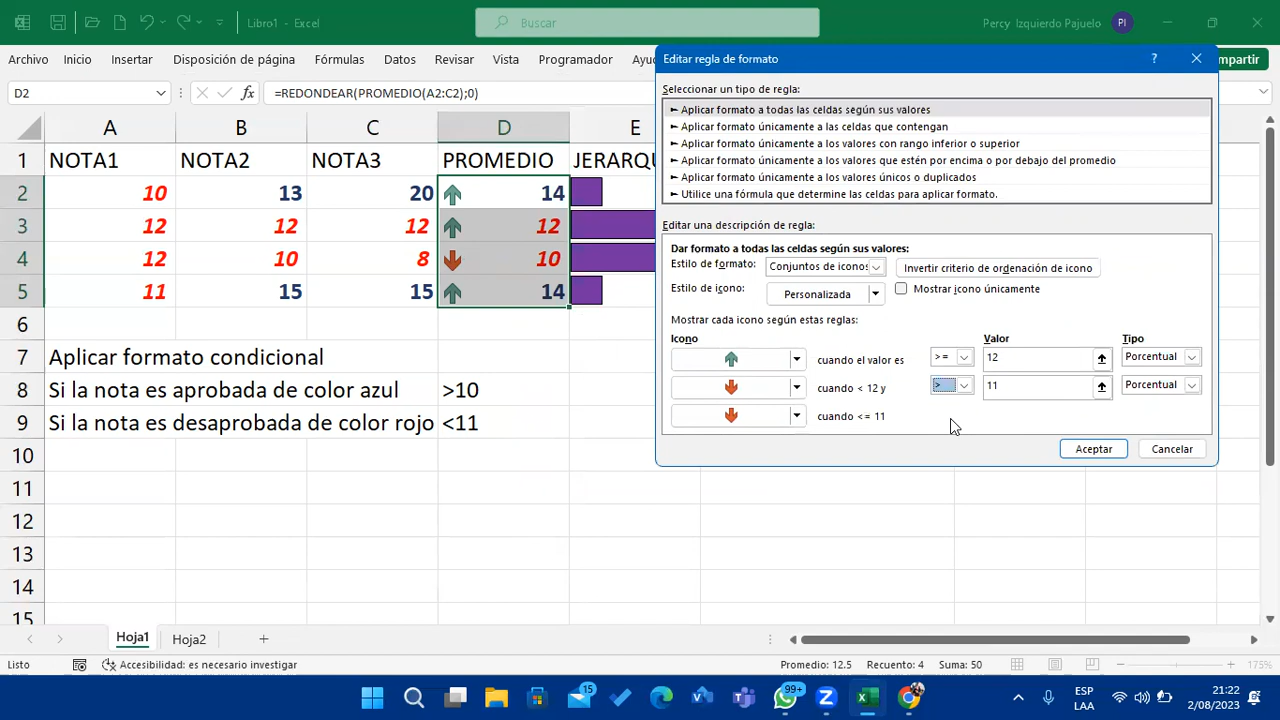 Libro1 - Excel
Buscar
Percy Izquierdo Pajuelo
PI
Archivo Inicio Insertar Disposición de página Fórmulas Datos Revisar Vista Programador
mpartir
D2
fx
=REDONDEAR(PROMEDIO(A2:C2);0)
A B C D E
1 NOTA1 NOTA2 NOTA3 PROMEDIO
2 10 13 20 14
3 12 12 12 12
4 12 10 8 10
5 11 15 15 14
6
7 Aplicar formato condicional
8 Si la nota es aprobada de color azul >10
9 Si la nota es desaprobada de color rojo <11
10
11
12
13
14
15
Editar regla de formato
?
Seleccionar un tipo de regla:
► Aplicar formato a todas las celdas según sus valores
► Aplicar formato únicamente a las celdas que contengan
► Aplicar formato únicamente a los valores con rango inferior o superior
► Aplicar formato únicamente a los valores que estén por encima o por debajo del promedio
► Aplicar formato únicamente a los valores únicos o duplicados
► Utilice una fórmula que determine las celdas para aplicar formato.
Editar una descripción de regla:
Dar formato a todas las celdas según sus valores:
Estilo de formato: Conjuntos de iconos Invertir criterio de ordenación de icono
Estilo de icono: Personalizada Mostrar icono únicamente
Mostrar cada icono según estas reglas:
Icono Valor Tipo
cuando el valor es >= 12 Porcentual
cuando < 12 y > 11 Porcentual
cuando <= 11
Aceptar Cancelar
Hoja1 Hoja2 +
Listo Accesibilidad: es necesario investigar Promedio: 12.5 Recuento: 4 Suma: 50 175%
15
99+
ESP
LAA
21:22
2/08/2023